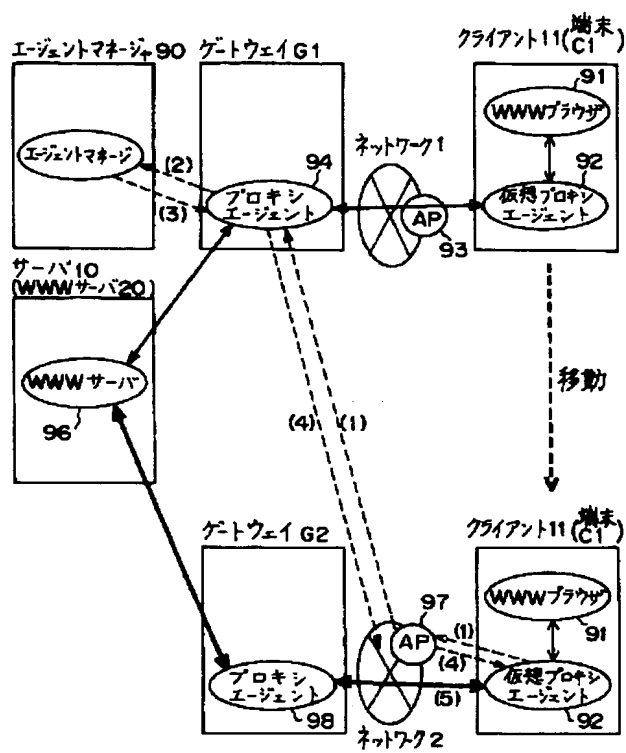 エージェントマネージャ90
ゲートウェイG1
クライアント11(端末C1)
91
WWWブラウザ
エージェントマネージャ
(2)
(3)
94
プロキシ
エージェント
ネットワーク1
AP
93
92
仮想プロキシ
エージェント
サーバ10
(WWWサーバ20)
WWWサーバ
96
(4)
(1)
移動
ゲートウェイG2
クライアント11(端末C1)
97
AP
(1)
(4)
(5)
WWWブラウザ
91
プロキシ
エージェント
98
仮想プロキシ
エージェント
92
ネットワーク2